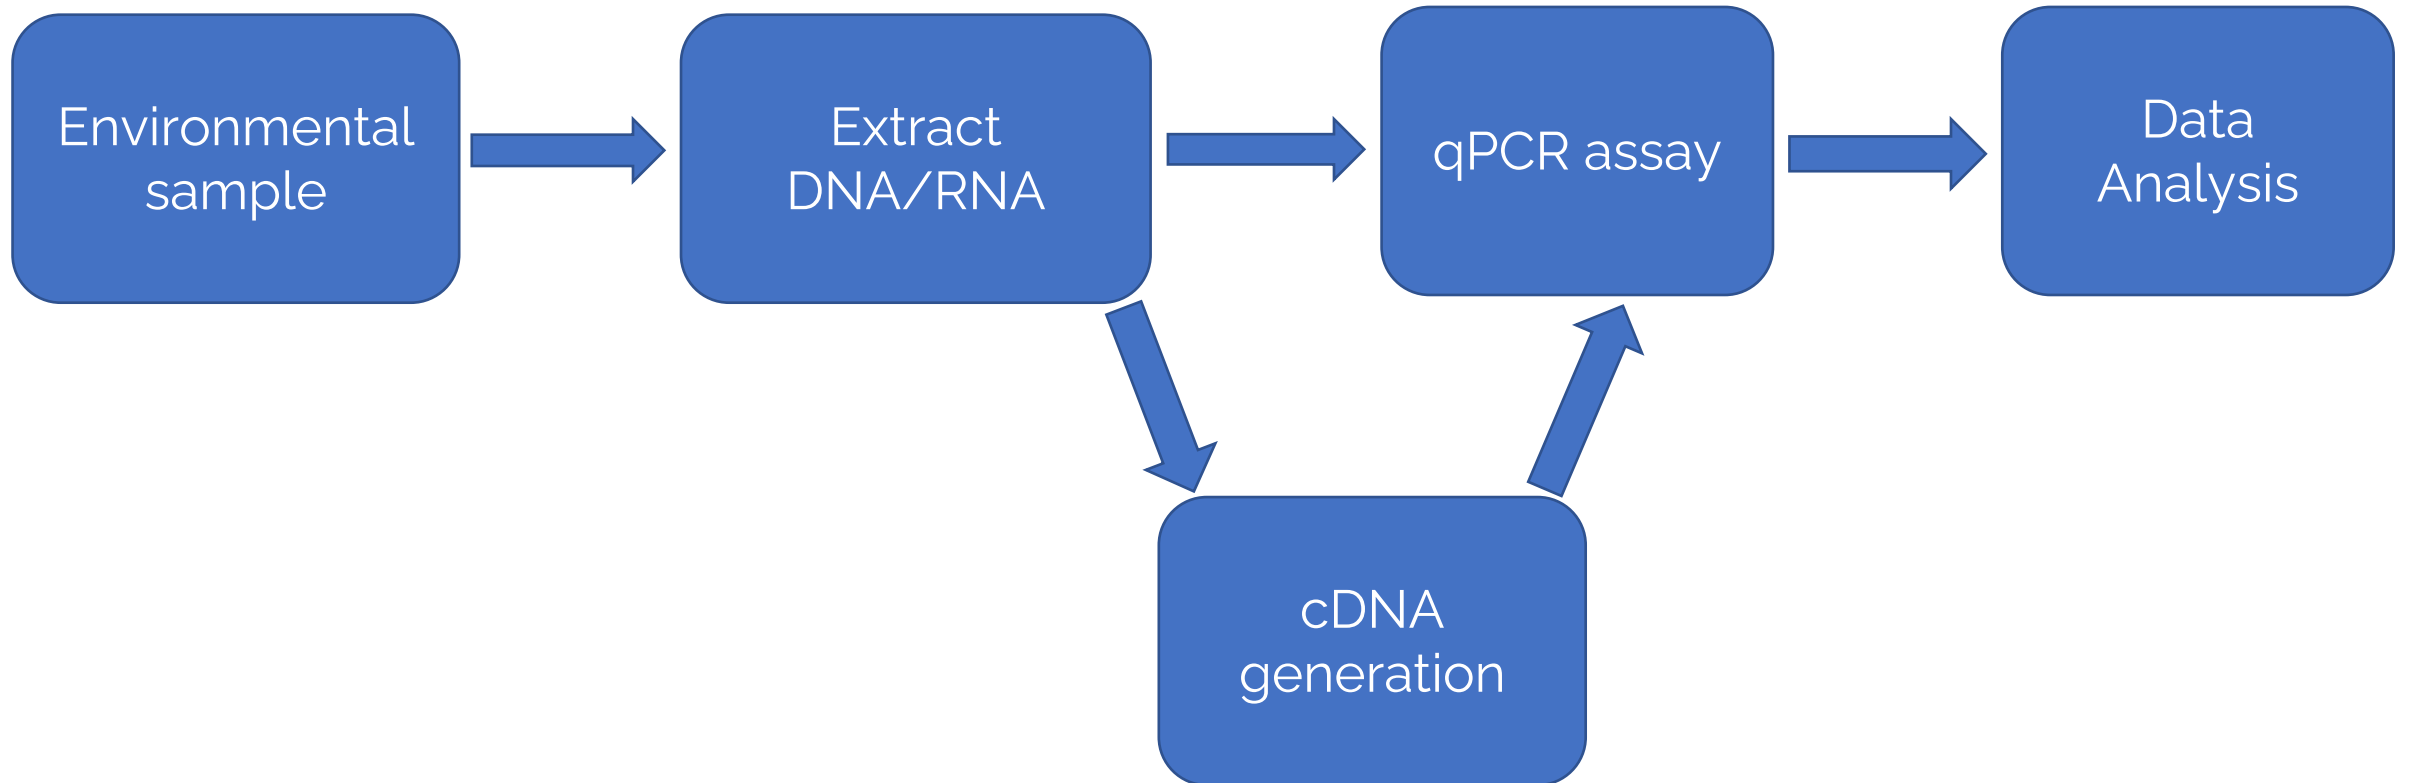 Environmental
sample
Extract
DNA/RNA
qPCR assay
Data
Analysis
cDNA
generation